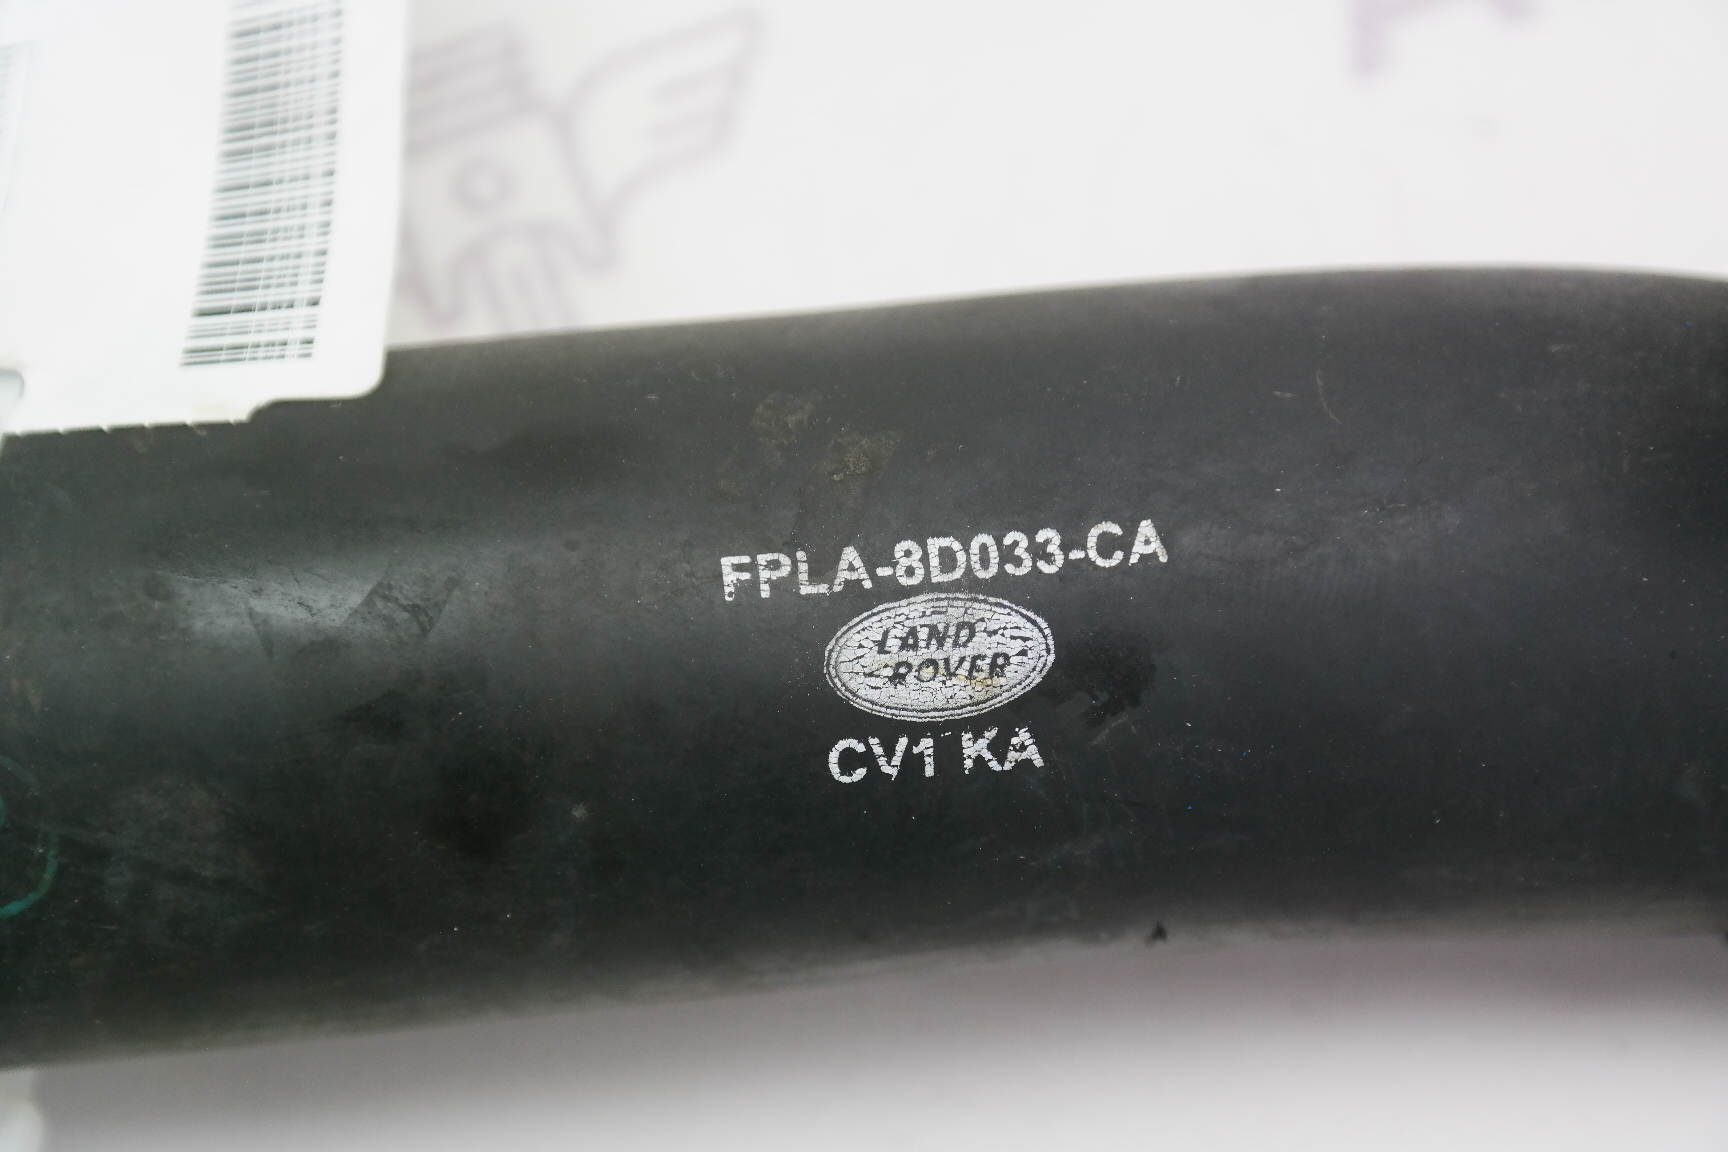 FPLA-8D033-CA
LAND
ROVER
CV1 KA